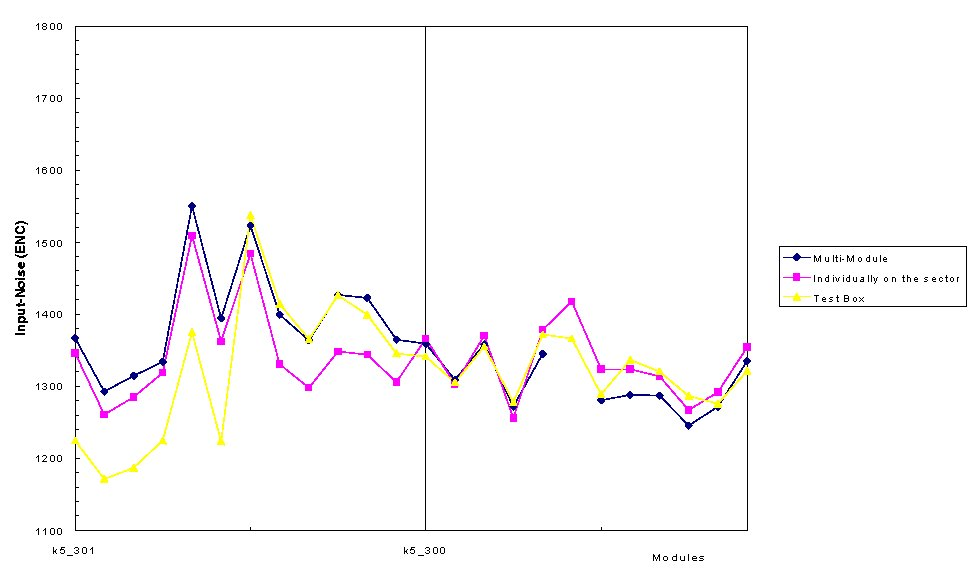 1800
1700
1600
1500
1400
1300
1200
1100
Input-Noise (ENC)
k5_301
k5_300
Modules
Multi-Module
Individually on the sector
Test Box